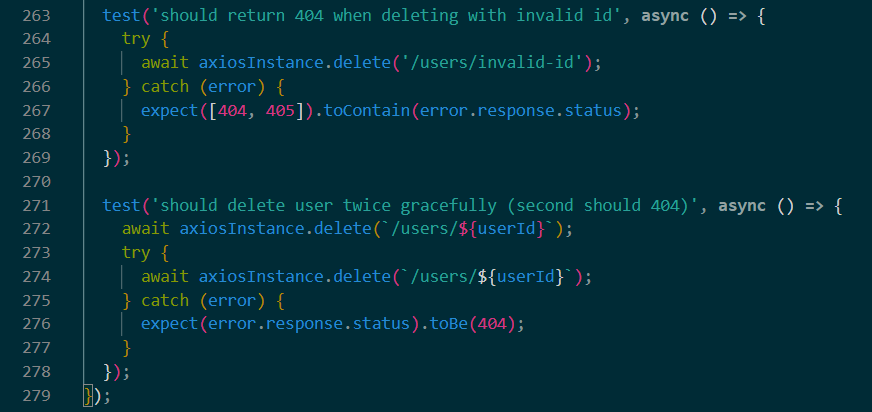 263 test('should return 404 when deleting with invalid id', async () => {
264 try {
265 await axiosInstance.delete('/users/invalid-id');
266 } catch (error) {
267 expect([404, 405]).toContain(error.response.status);
268 }
269 });
270
271 test('should delete user twice gracefully (second should 404)', async () => {
272 await axiosInstance.delete(`/users/${userId}`);
273 try {
274 await axiosInstance.delete(`/users/${userId}`);
275 } catch (error) {
276 expect(error.response.status).toBe(404);
277 }
278 });
279 });